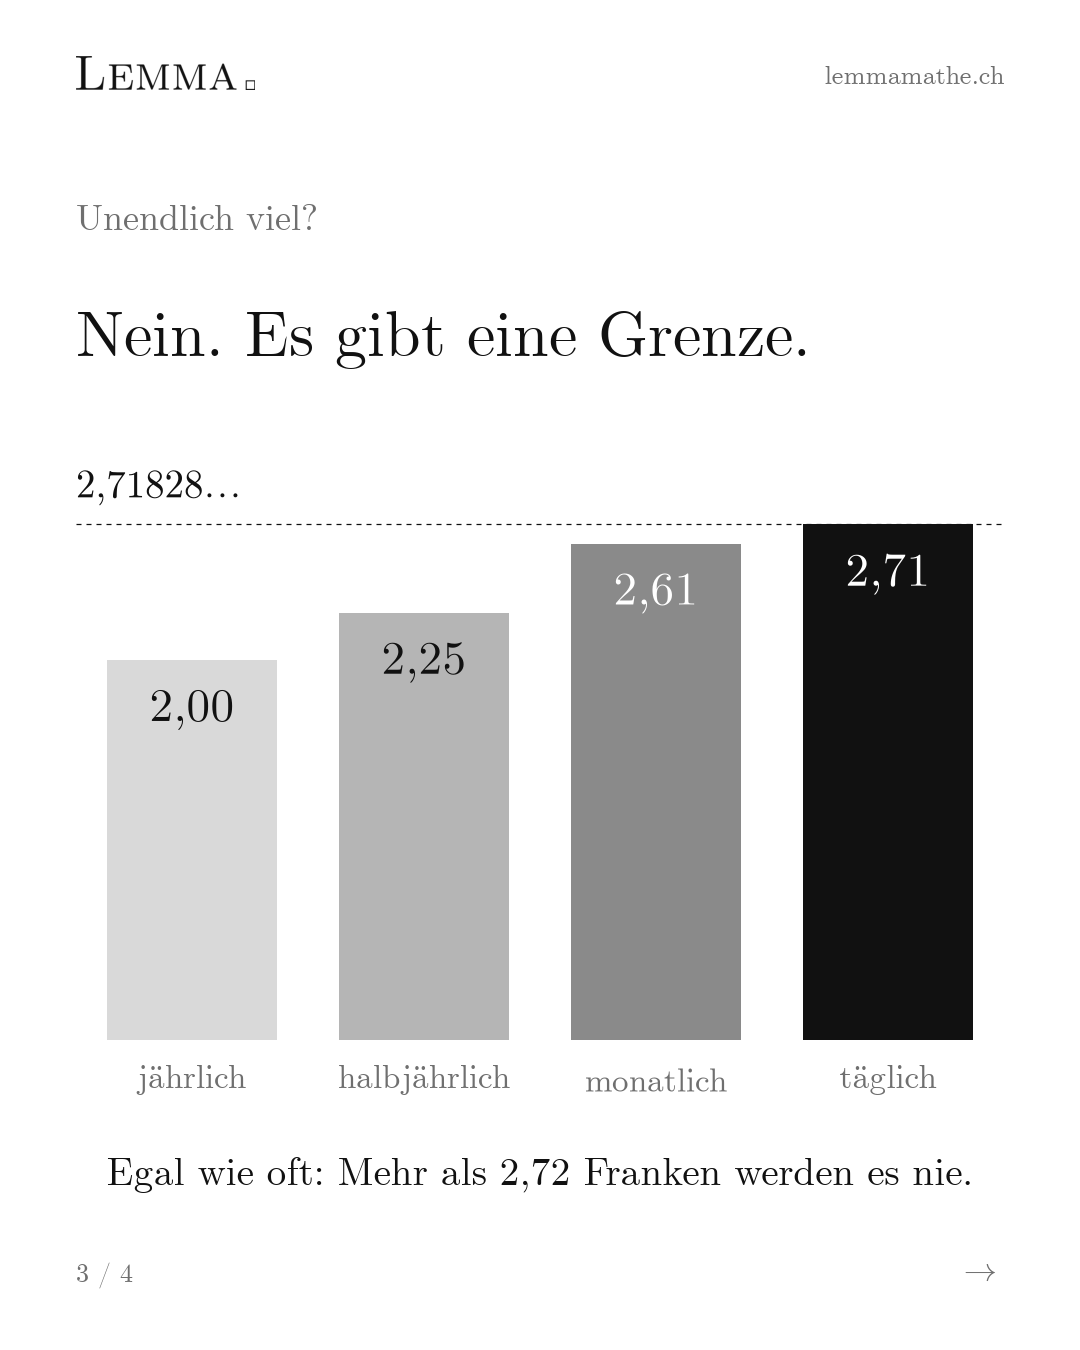 LEMMA.
lemmamathe.ch
Unendlich viel?
Nein. Es gibt eine Grenze.
2,71828...
2,00
2,25
2,61
2,71
jährlich
halbjährlich
monatlich
täglich
Egal wie oft: Mehr als 2,72 Franken werden es nie.
3 / 4
→